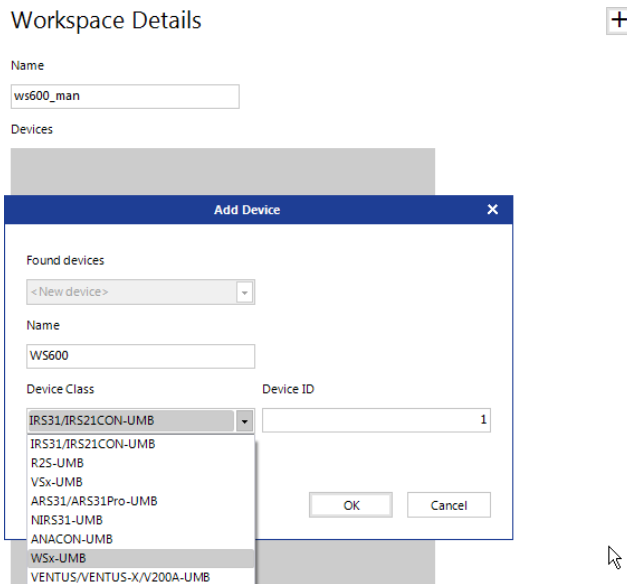 Workspace Details
Name
ws600_man
Devices
Add Device
Found devices
<New device>
Name
WS600
Device Class Device ID
IRS31/IRS21CON-UMB 1
IRS31/IRS21CON-UMB
R2S-UMB
VSx-UMB
ARS31/ARS31Pro-UMB
NIRS31-UMB
OK Cancel
ANACON-UMB
WSx-UMB
VENTUS/VENTUS-X/V200A-UMB